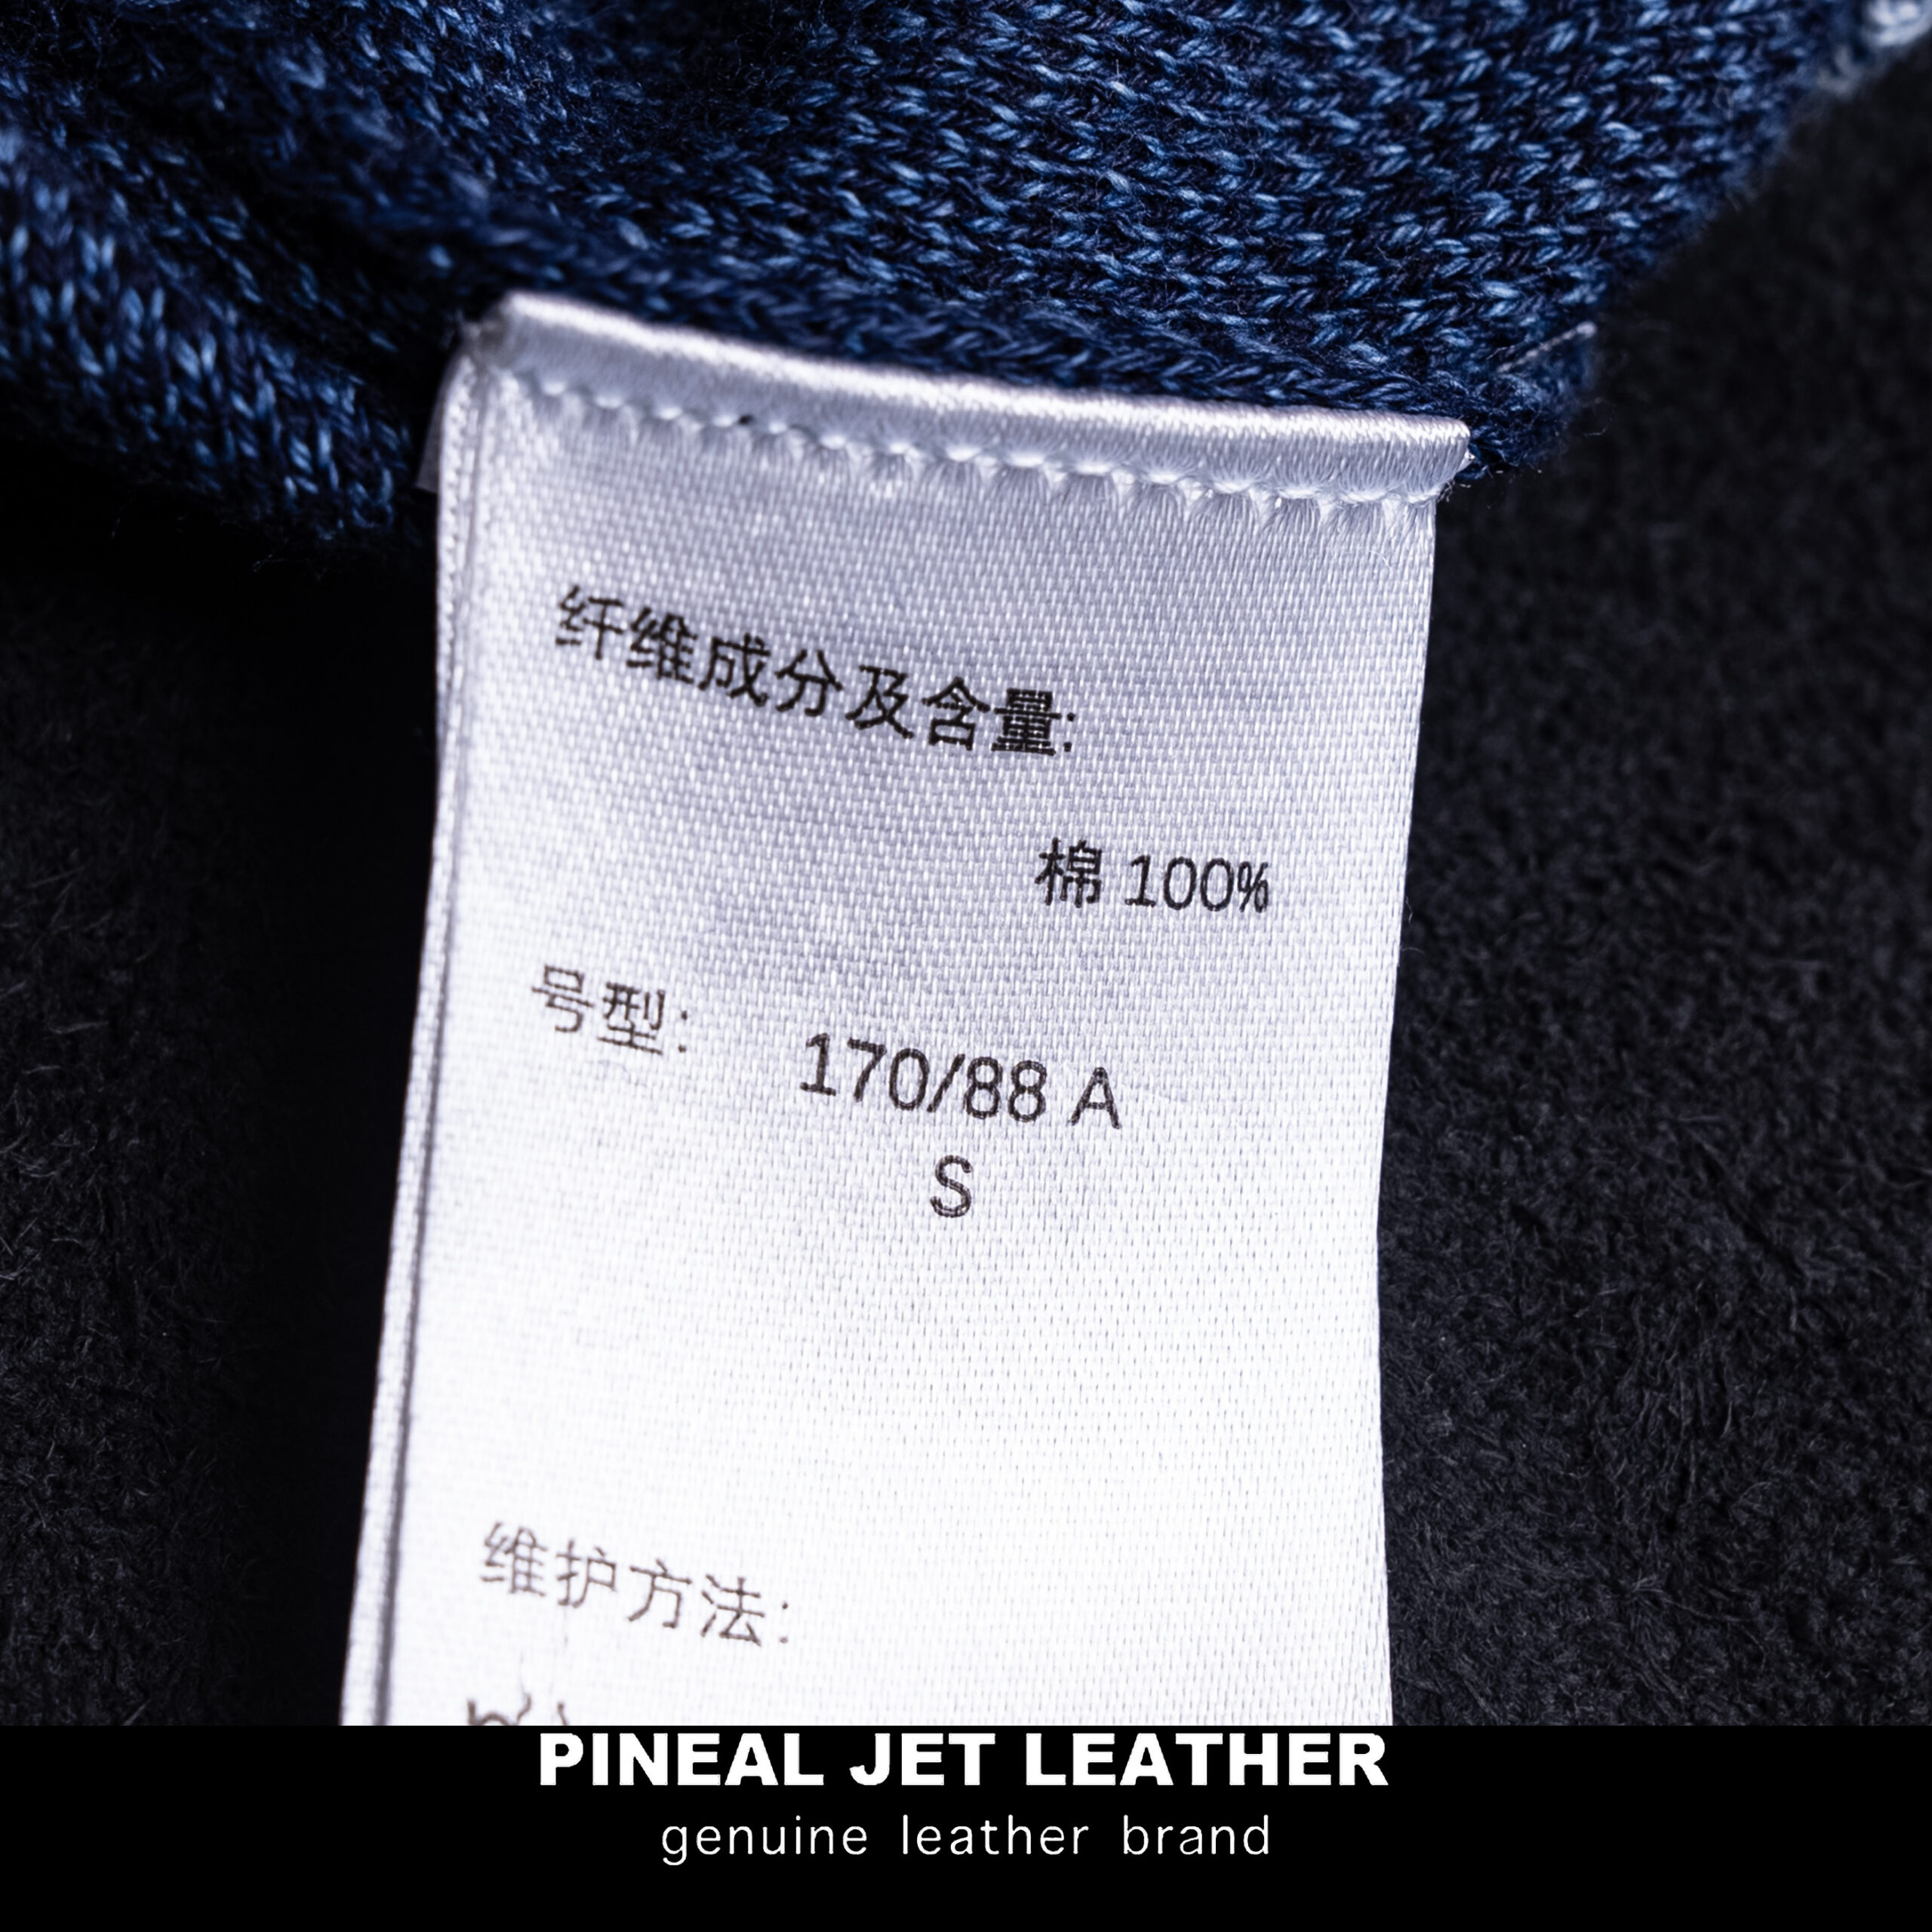 纤维成分及含量:
棉 100%
号型: 170/88 A
S
维护方法:
PINEAL JET LEATHER
genuine leather brand